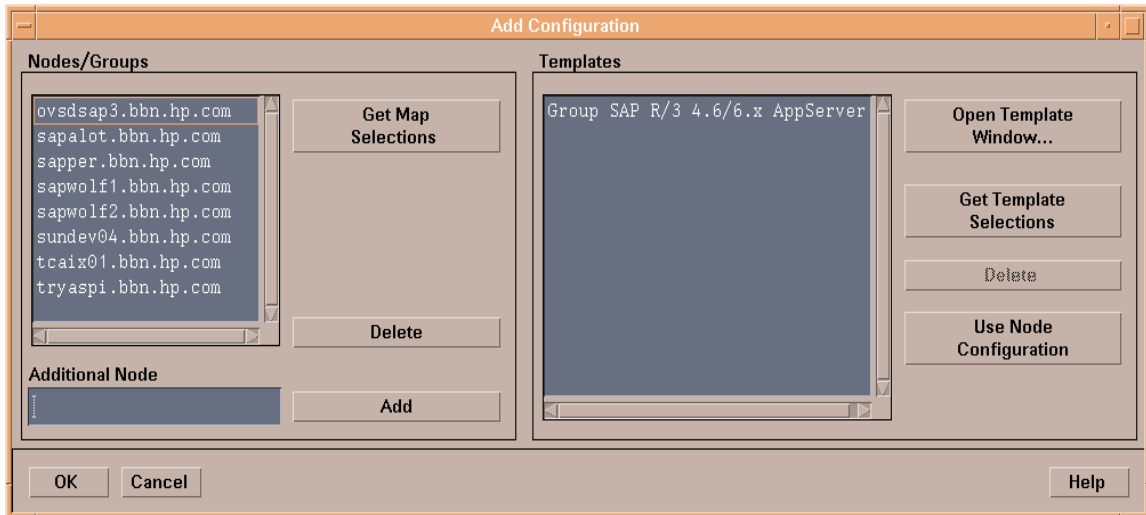 Add Configuration
Nodes/Groups
ovsdsap3.bbn.hp.com
sapalot.bbn.hp.com
sapper.bbn.hp.com
sapwolf1.bbn.hp.com
sapwolf2.bbn.hp.com
sundev04.bbn.hp.com
tcaix01.bbn.hp.com
tryaspi.bbn.hp.com
Get Map
Selections
Delete
Additional Node
Add
Templates
Group SAP R/3 4.6/6.x AppServer
Open Template
Window...
Get Template
Selections
Delete
Use Node
Configuration
OK
Cancel
Help